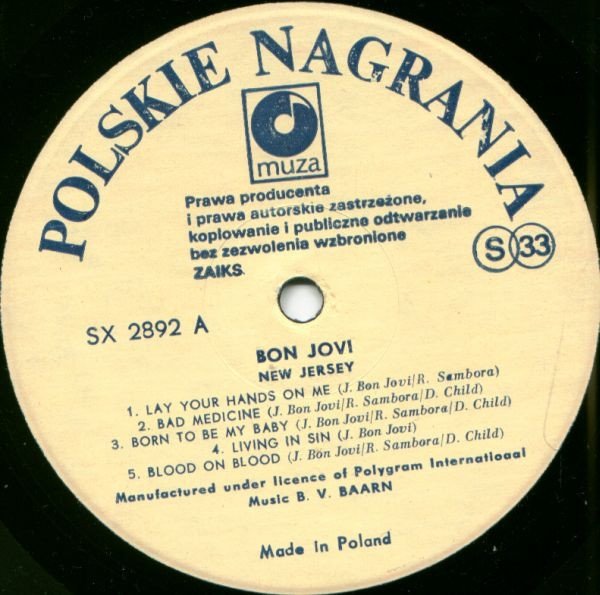 POLSKIE NAGRANIA
muza
Prawa producenta
i prawa autorskie zastrzeżone,
kopiowanie i publiczne odtwarzanie
bez zezwolenia wzbronione
ZAIKS
S 33
SX 2892 A
BON JOVI
NEW JERSEY
1. LAY YOUR HANDS ON ME (J. Bon Jovi/R. Sambora)
2. BAD MEDICINE (J. Bon Jovi/R. Sambora/D. Child)
3. BORN TO BE MY BABY (J. Bon Jovi/R. Sambora/D. Child)
4. LIVING IN SIN (J. Bon Jovi)
5. BLOOD ON BLOOD (J. Bon Jovi/R. Sambora/D. Child)
Manufactured under licence of Polygram Internatioaal
Music B. V. BAARN
Made in Poland